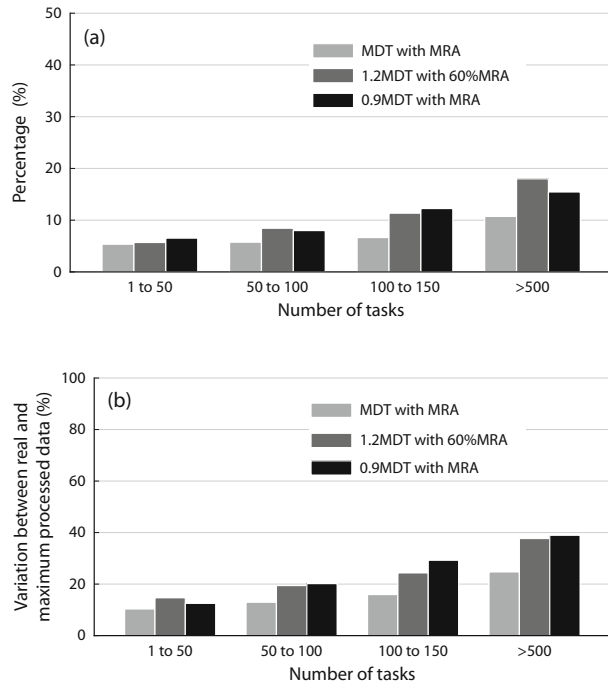 (a)
MDT with MRA
1.2MDT with 60%MRA
0.9MDT with MRA
Percentage (%)
50
40
30
20
10
0
1 to 50
50 to 100
100 to 150
>500
Number of tasks
(b)
MDT with MRA
1.2MDT with 60%MRA
0.9MDT with MRA
Variation between real and
maximum processed data (%)
100
80
60
40
20
0
1 to 50
50 to 100
100 to 150
>500
Number of tasks